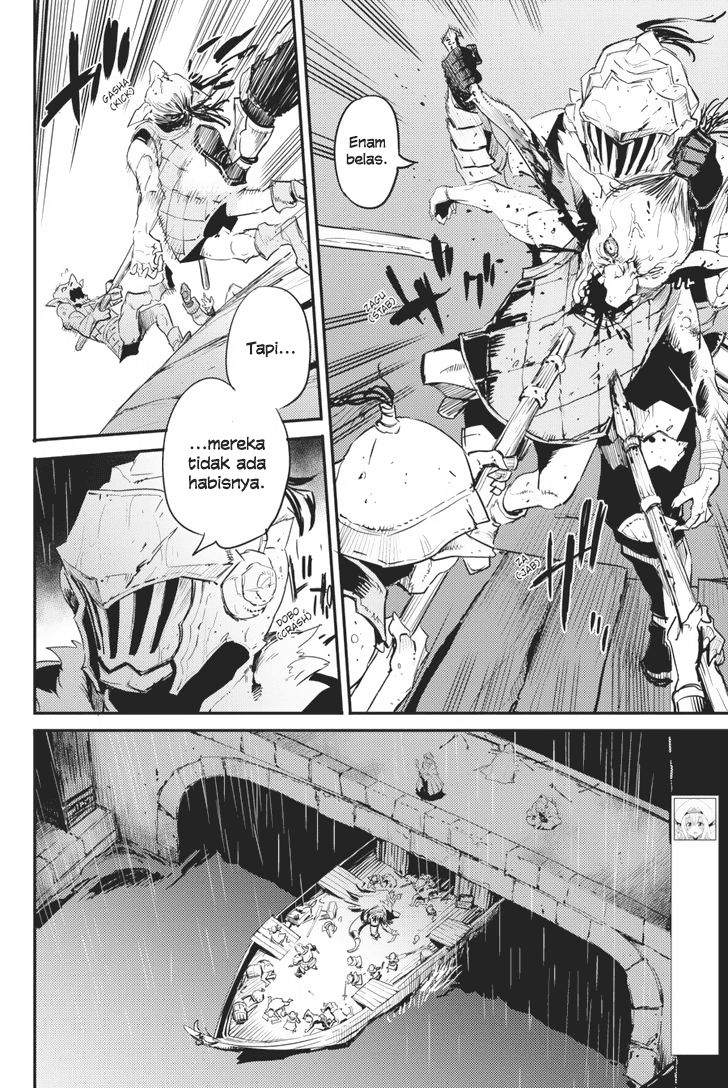 Enam
belas.
ZAGU
(STAB)
ZA
(JAB)
GASHA
(KICK)
Tapi...
...mereka
tidak ada
habisnya.
DOBO
(CRASH)